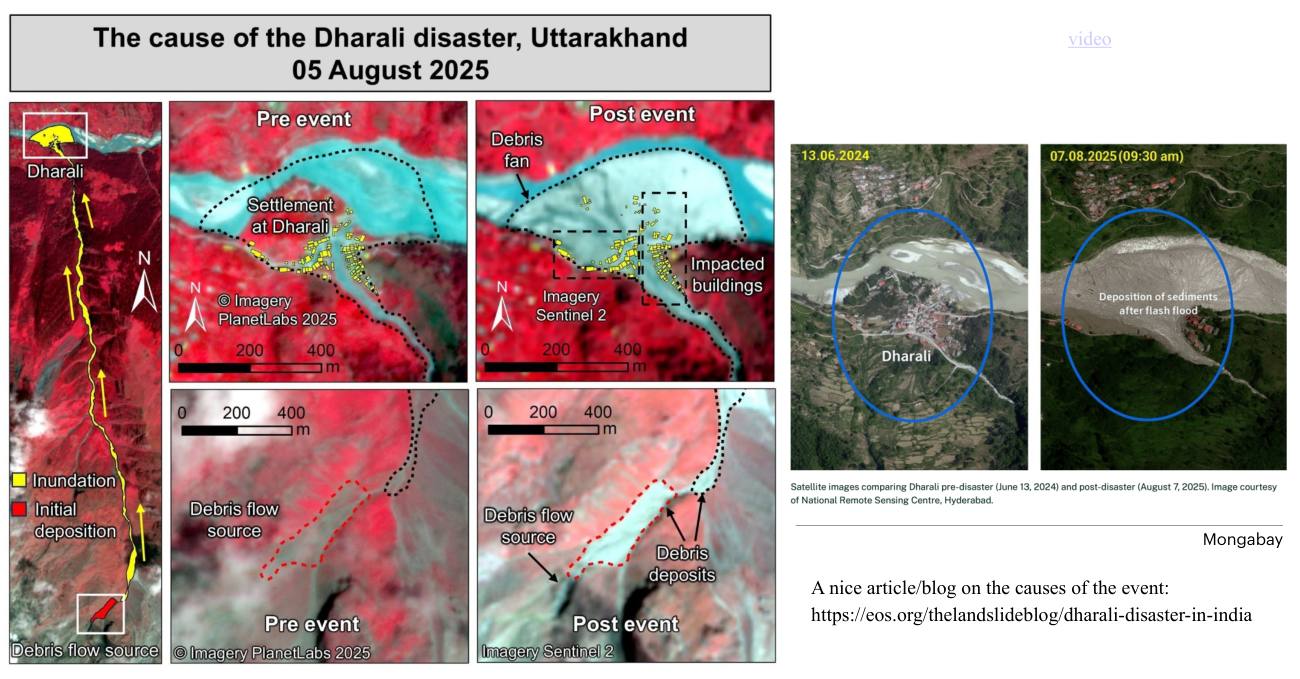 The cause of the Dharali disaster, Uttarakhand
05 August 2025
video
Dharali
N
Inundation
Initial
deposition
Debris flow source
Pre event
Settlement
at Dharali
N
© Imagery
PlanetLabs 2025
0 200 400
m
Post event
Debris
fan
Impacted
buildings
N
Imagery
Sentinel 2
0 200 400
m
0 200 400
m
Debris flow
source
Pre event
© Imagery PlanetLabs 2025
0 200 400
m
Debris flow
source
Debris
deposits
Post event
Imagery Sentinel 2
13.06.2024
Dharali
07.08.2025(09:30 am)
Deposition of sediments
after flash flood
Satellite images comparing Dharali pre-disaster (June 13, 2024) and post-disaster (August 7, 2025). Image courtesy
of National Remote Sensing Centre, Hyderabad.
Mongabay
A nice article/blog on the causes of the event:
https://eos.org/thelandslideblog/dharali-disaster-in-india